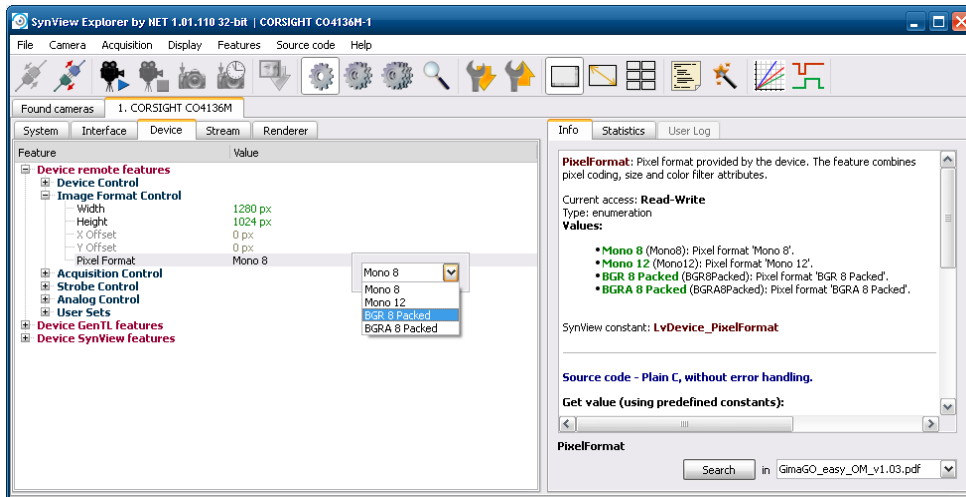 SynView Explorer by NET 1.01.110 32-bit | CORSIGHT CO4136M-1
File Camera Acquisition Display Features Source code Help
Found cameras 1. CORSIGHT CO4136M
System Interface Device Stream Renderer
Feature Value
Device remote features
Device Control
Image Format Control
Width 1280 px
Height 1024 px
X Offset 0 px
Y Offset 0 px
Pixel Format Mono 8
Acquisition Control
Strobe Control
Analog Control
User Sets
Device GenTL features
Device SynView features
Mono 8
Mono 8
Mono 12
BGR 8 Packed
BGRA 8 Packed
Info Statistics User Log
PixelFormat: Pixel format provided by the device. The feature combines
pixel coding, size and color filter attributes.
Current access: Read-Write
Type: enumeration
Values:
•Mono 8 (Mono8): Pixel format 'Mono 8'.
•Mono 12 (Mono12): Pixel format 'Mono 12'.
•BGR 8 Packed (BGR8Packed): Pixel format 'BGR 8 Packed'.
•BGRA 8 Packed (BGRA8Packed): Pixel format 'BGRA 8 Packed'.
SynView constant: LvDevice_PixelFormat
Source code - Plain C, without error handling.
Get value (using predefined constants):
PixelFormat
Search in GimaGO_easy_OM_v1.03.pdf